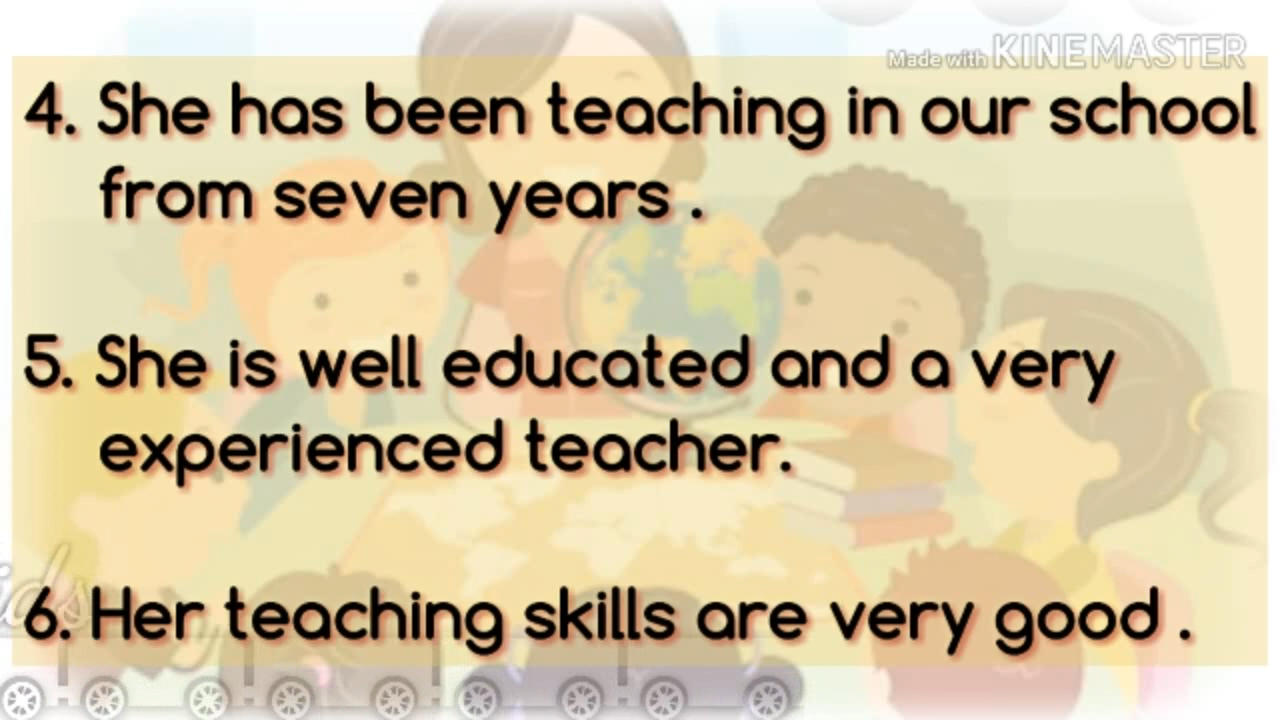 Made with KINEMASTER
4. She has been teaching in our school
from seven years .
5. She is well educated and a very
experienced teacher.
6. Her teaching skills are very good .